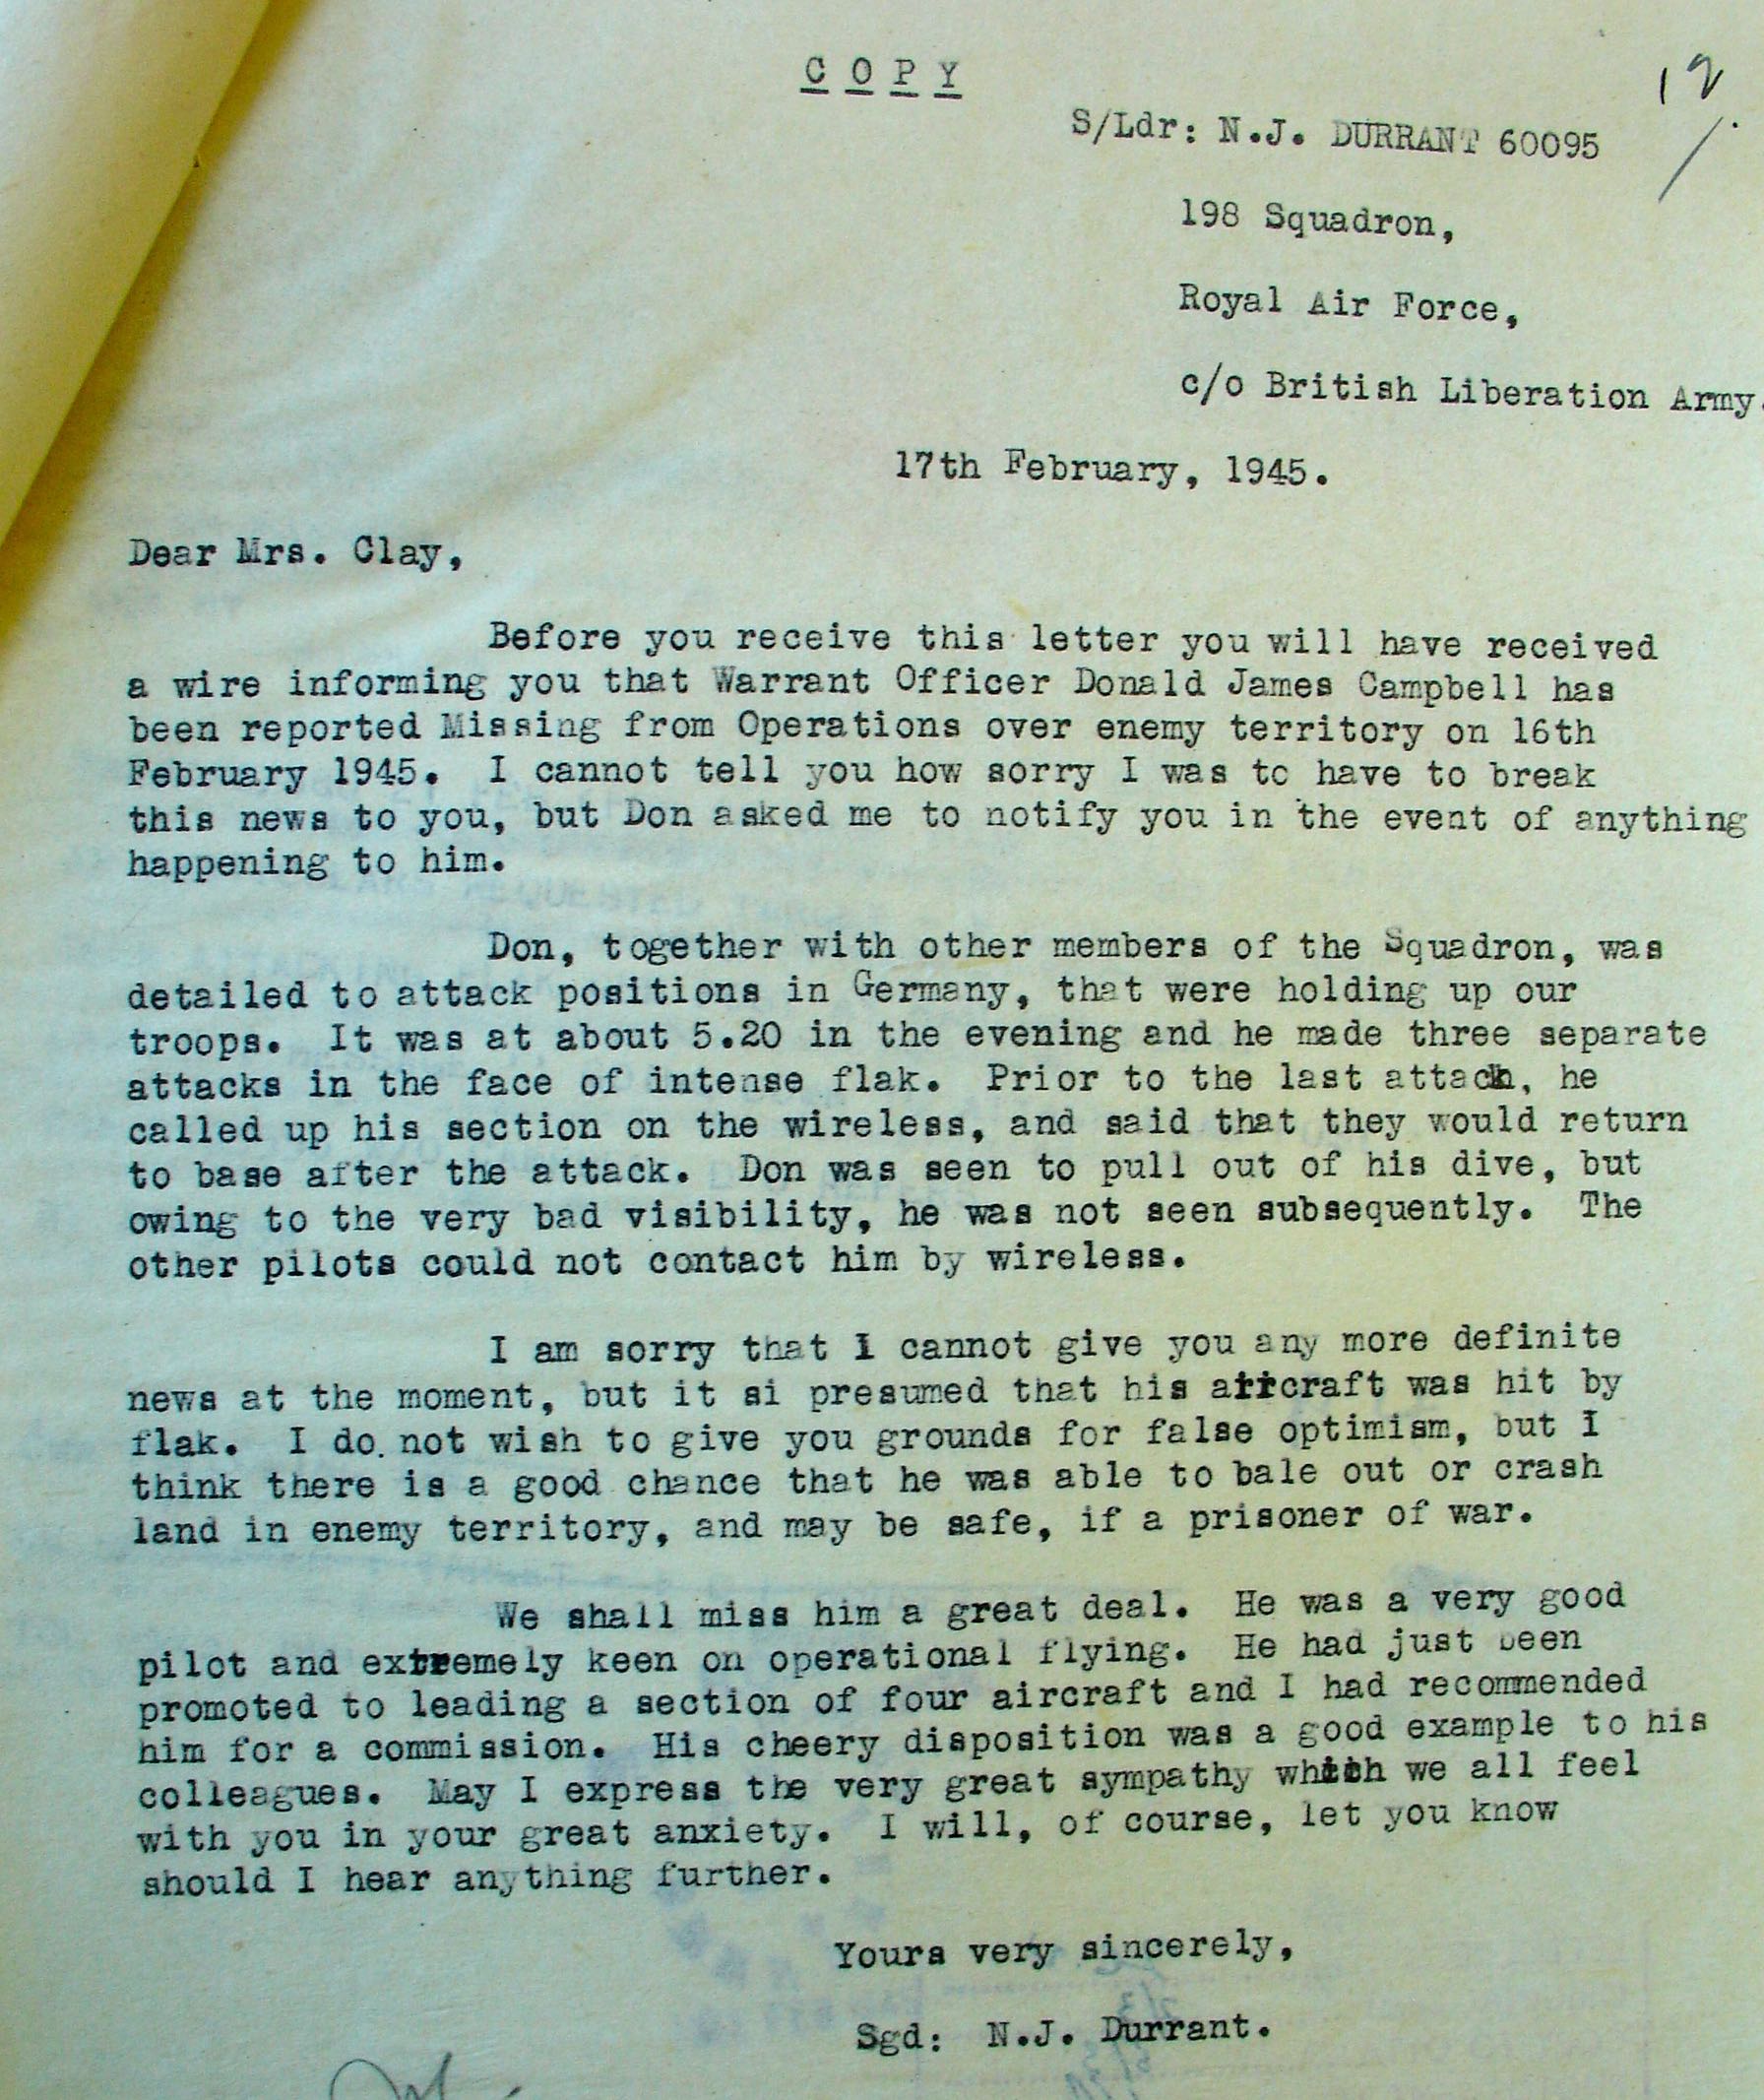 COPY
12
S/Ldr: N.J. DURRANT 60095
198 Squadron,
Royal Air Force,
c/o British Liberation Army.
17th February, 1945.
Dear Mrs. Clay,
Before you receive this letter you will have received
a wire informing you that Warrant Officer Donald James Campbell has
been reported Missing from Operations over enemy territory on 16th
February 1945. I cannot tell you how sorry I was to have to break
this news to you, but Don asked me to notify you in the event of anything
happening to him.
Don, together with other members of the Squadron, was
detailed to attack positions in Germany, that were holding up our
troops. It was at about 5.20 in the evening and he made three separate
attacks in the face of intense flak. Prior to the last attack, he
called up his section on the wireless, and said that they would return
to base after the attack. Don was seen to pull out of his dive, but
owing to the very bad visibility, he was not seen subsequently. The
other pilots could not contact him by wireless.
I am sorry that I cannot give you any more definite
news at the moment, but it si presumed that his aircraft was hit by
flak. I do not wish to give you grounds for false optimism, but I
think there is a good chance that he was able to bale out or crash
land in enemy territory, and may be safe, if a prisoner of war.
We shall miss him a great deal. He was a very good
pilot and extremely keen on operational flying. He had just been
promoted to leading a section of four aircraft and I had recommended
him for a commission. His cheery disposition was a good example to his
colleagues. May I express the very great sympathy which we all feel
with you in your great anxiety. I will, of course, let you know
should I hear anything further.
Yours very sincerely,
Sgd: N.J. Durrant.